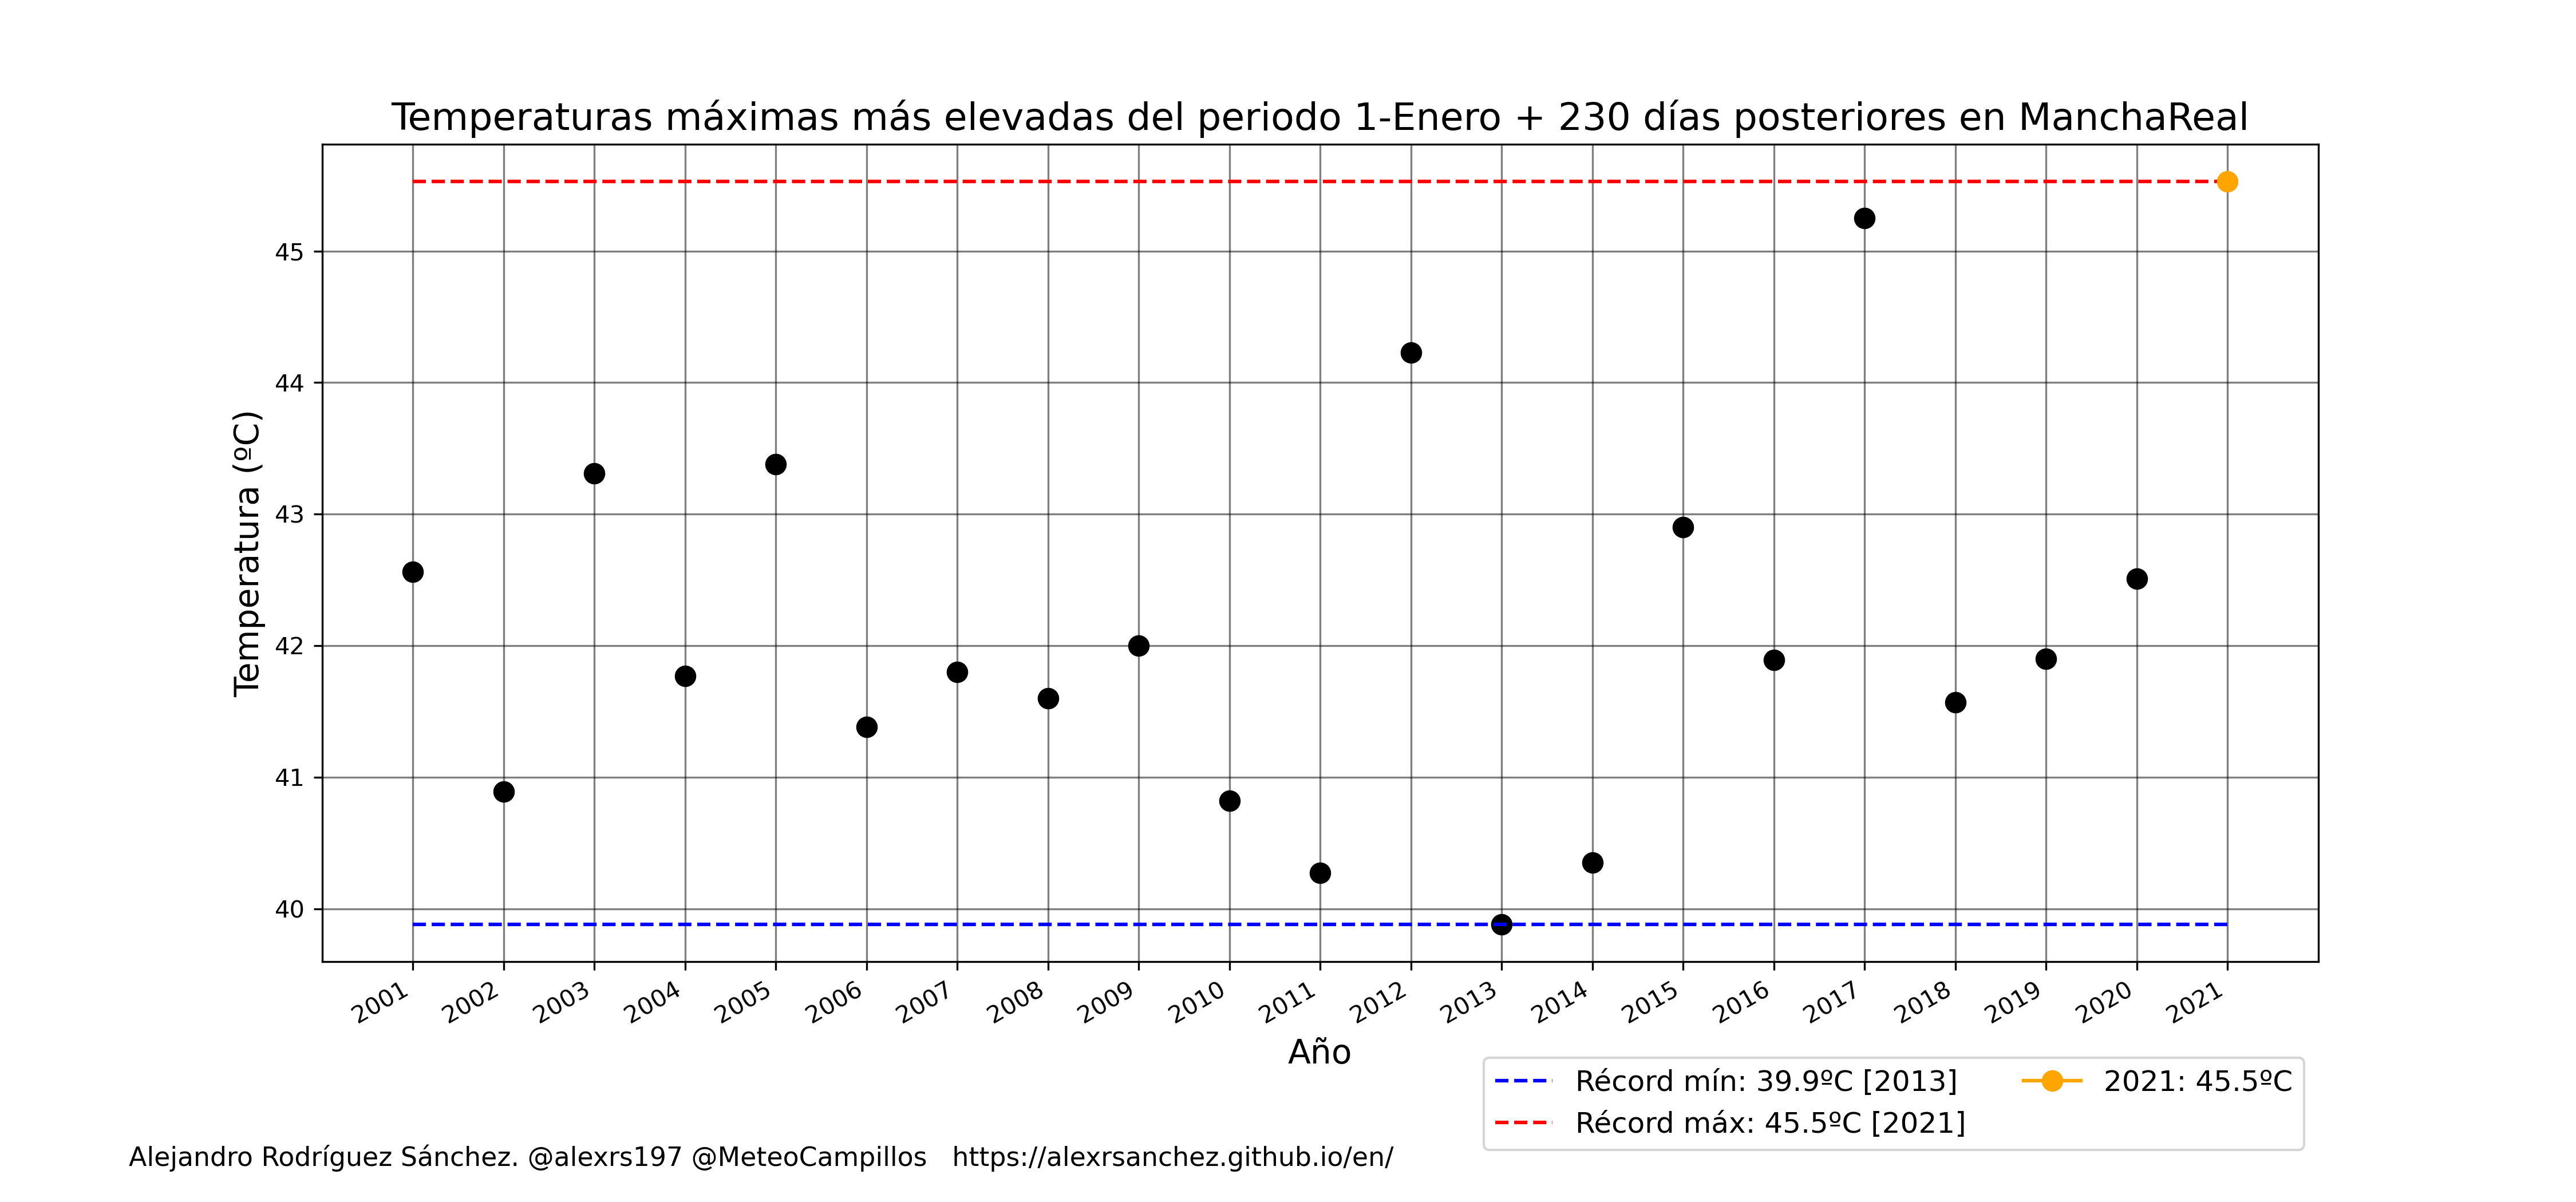 Temperaturas máximas más elevadas del periodo 1-Enero + 230 días posteriores en ManchaReal
Temperatura (ºC)
45
44
43
42
41
40
2001 2002 2003 2004 2005 2006 2007 2008 2009 2010 2011 2012 2013 2014 2015 2016 2017 2018 2019 2020 2021
Año
Récord mín: 39.9ºC [2013]
Récord máx: 45.5ºC [2021]
2021: 45.5ºC
Alejandro Rodríguez Sánchez. @alexrs197 @MeteoCampillos https://alexrsanchez.github.io/en/